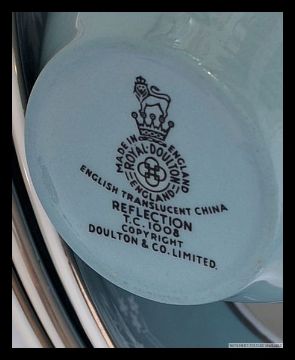 MADE IN ENGLAND
ROYAL·DOULTON
ENGLAND
ENGLISH TRANSLUCENT CHINA
REFLECTION
T.C. 1008
COPYRIGHT
DOULTON & CO. LIMITED.